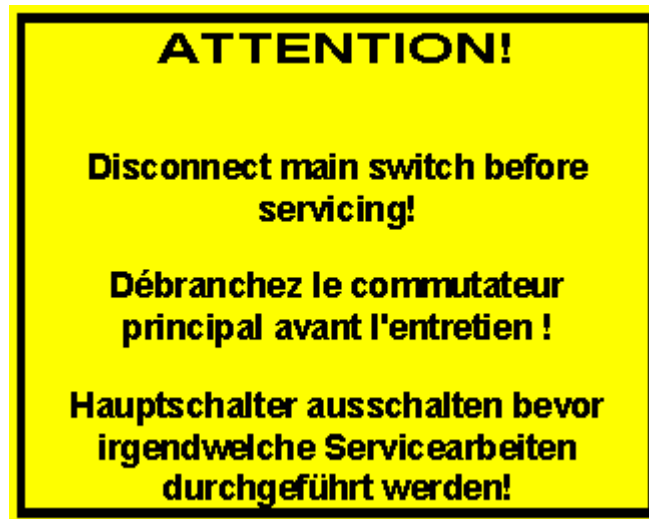 ATTENTION!
Disconnect main switch before
servicing!
Débranchez le commutateur
principal avant l'entretien !
Hauptschalter ausschalten bevor
irgendwelche Servicearbeiten
durchgeführt werden!